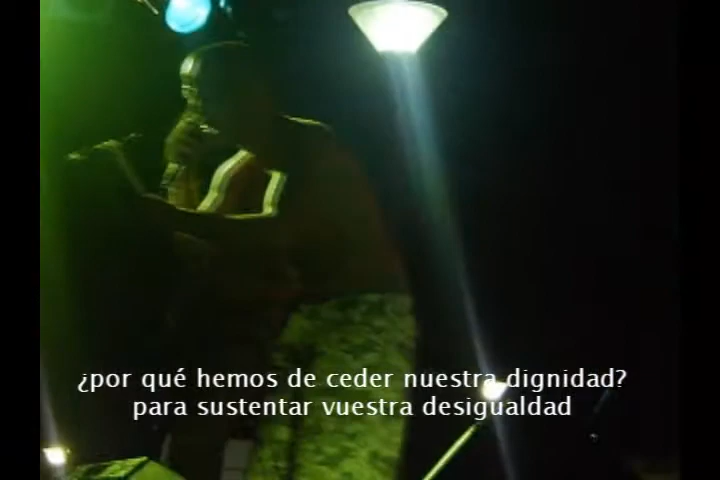 ¿por qué hemos de ceder nuestra dignidad?
para sustentar vuestra desigualdad